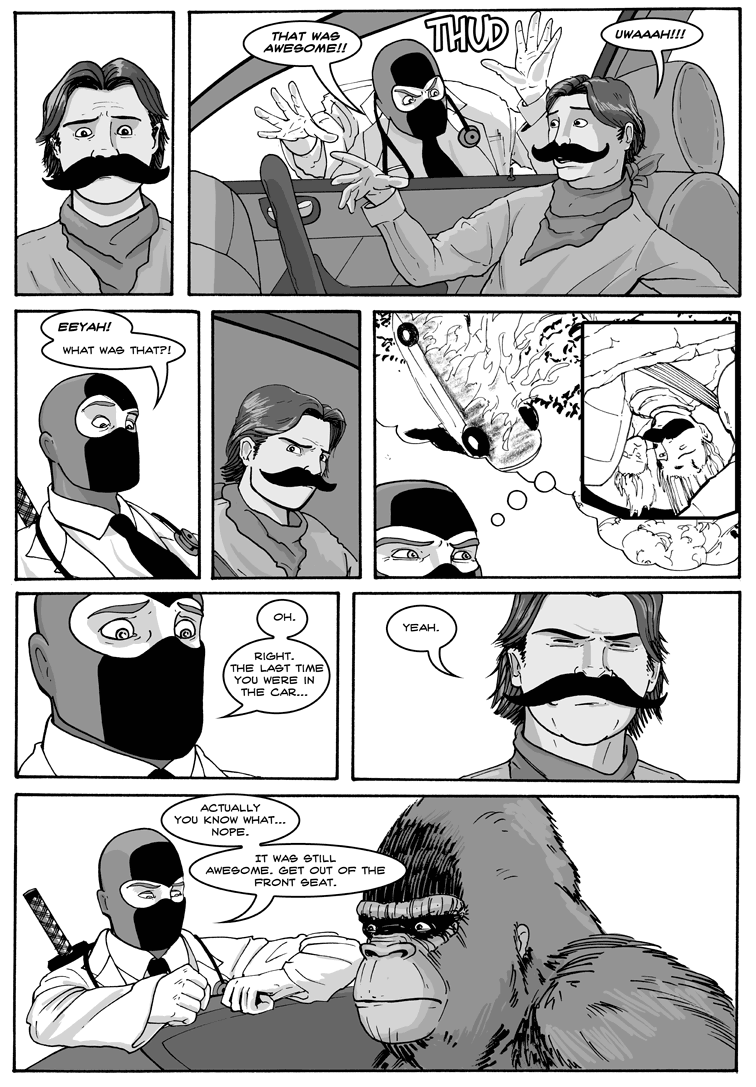 THAT WAS
AWESOME!!
THUD
UWAAAH!!!
EEYAH!
WHAT WAS THAT?!
OH.
RIGHT.
THE LAST TIME
YOU WERE IN
THE CAR...
YEAH.
ACTUALLY
YOU KNOW WHAT...
NOPE.
IT WAS STILL
AWESOME. GET OUT OF THE
FRONT SEAT.